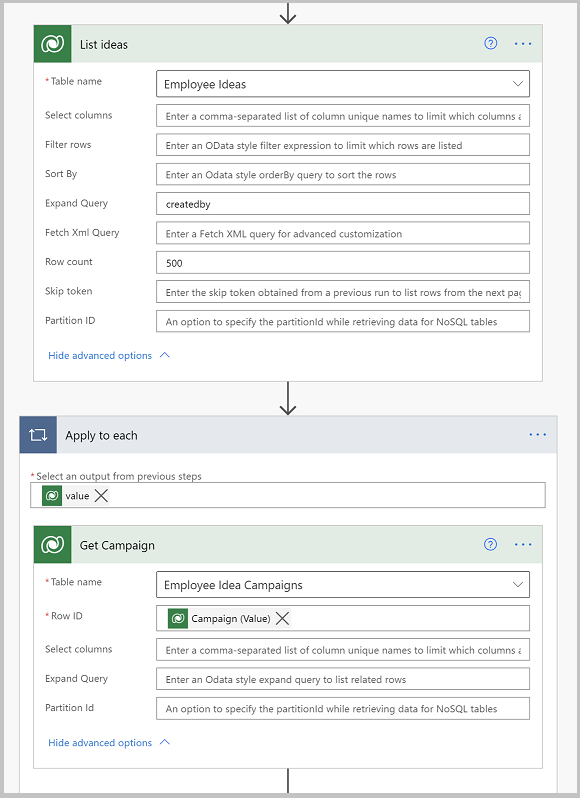 List ideas
* Table name
Employee Ideas
Select columns
Enter a comma-separated list of column unique names to limit which columns a
Filter rows
Enter an OData style filter expression to limit which rows are listed
Sort By
Enter an Odata style orderBy query to sort the rows
Expand Query
createdby
Fetch Xml Query
Enter a Fetch XML query for advanced customization
Row count
500
Skip token
Enter the skip token obtained from a previous run to list rows from the next pag
Partition ID
An option to specify the partitionId while retrieving data for NoSQL tables
Hide advanced options
Apply to each
* Select an output from previous steps
value
Get Campaign
* Table name
Employee Idea Campaigns
* Row ID
Campaign (Value)
Select columns
Enter a comma-separated list of column unique names to limit which columns a
Expand Query
Enter an Odata style expand query to list related rows
Partition Id
An option to specify the partitionId while retrieving data for NoSQL tables
Hide advanced options